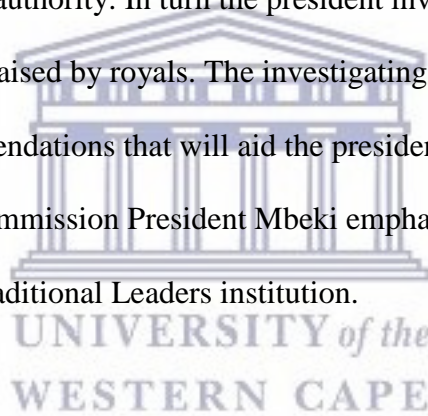 authority. In turn the president inv
aised by royals. The investigating
endations that will aid the presiden
ommission President Mbeki empha
aditional Leaders institution.
UNIVERSITY of the
WESTERN CAPE